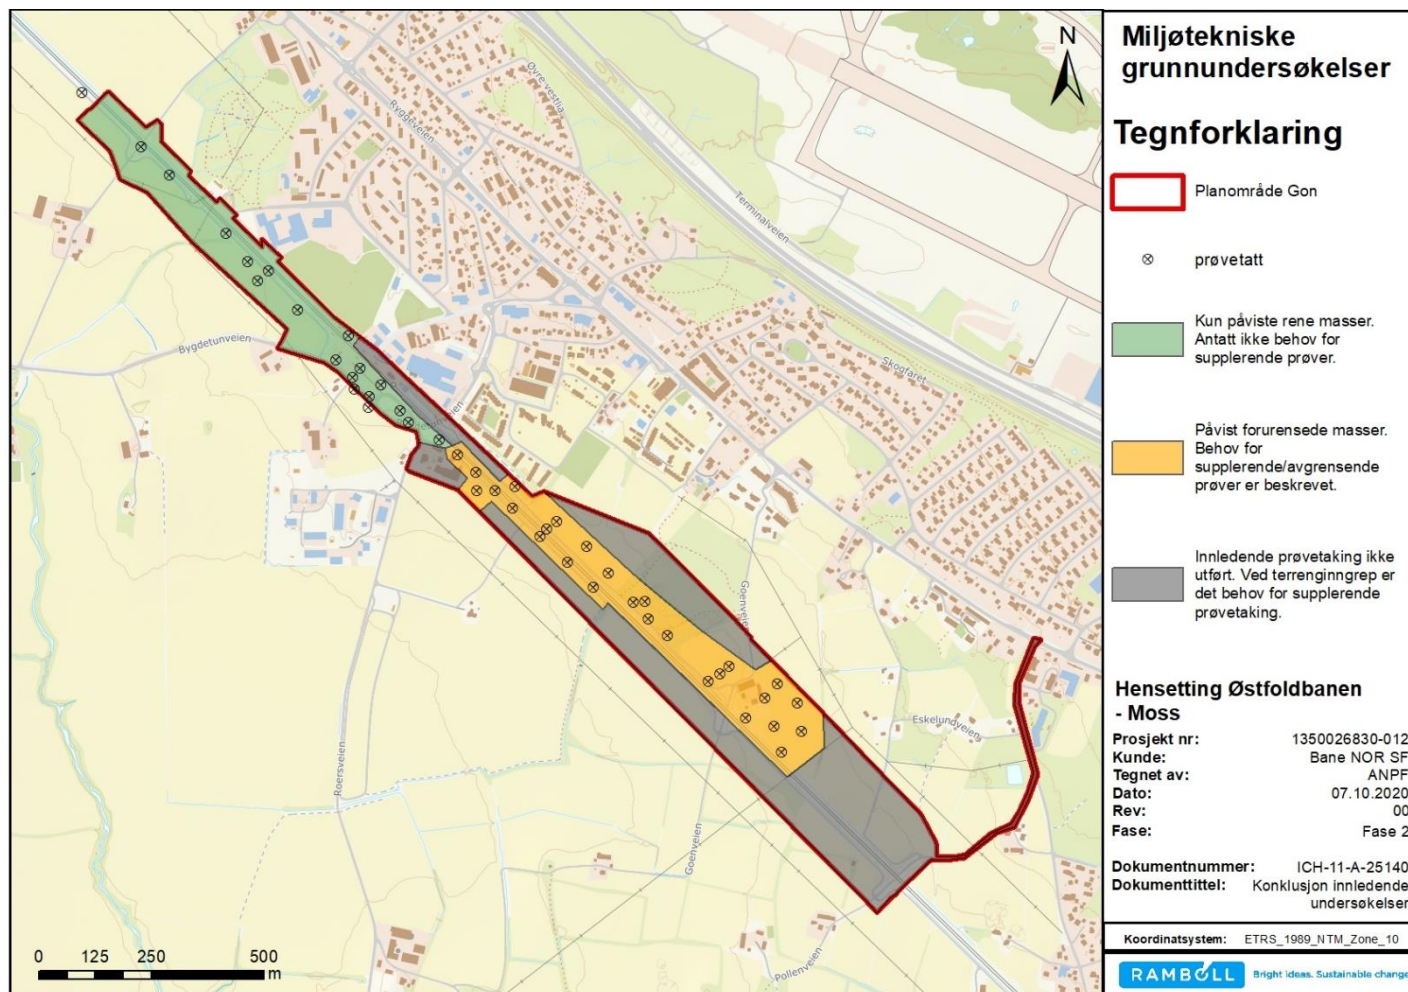 Miljøtekniske
grunnundersøkelser
Tegnforklaring
Planområde Gon
prøvetatt
Kun påviste rene masser.
Antatt ikke behov for
supplerende prøver.
Påvist forurensede masser.
Behov for
supplerende/avgrensende
prøver er beskrevet.
Innledende prøvetaking ikke
utført. Ved terrenginngrep er
det behov for supplerende
prøvetaking.
Hensetting Østfoldbanen
- Moss
Prosjekt nr: 1350026830-012
Kunde: Bane NOR SF
Tegnet av: ANPF
Dato: 07.10.2020
Rev: 00
Fase: Fase 2
Dokumentnummer: ICH-11-A-25140
Dokumenttittel: Konklusjon innledende
undersøkelser
Koordinatsystem: ETRS_1989_NTM_Zone_10
RAMBOLL Bright ideas. Sustainable change
N
Øvre vestlia
Ryggeveien
Terminalveien
Skogfaret
Bygdetunveien
Goenveien
Eskelundveien
Roersveien
Goenveien
Pollenveien
0 125 250 500
m